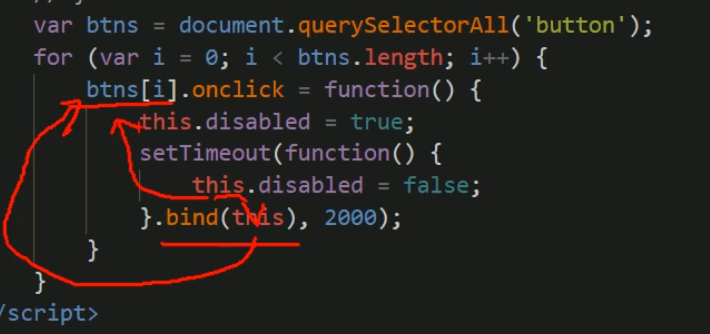 var btns = document.querySelectorAll('button');
for (var i = 0; i < btns.length; i++) {
btns[i].onclick = function() {
this.disabled = true;
setTimeout(function() {
this.disabled = false;
}.bind(this), 2000);
}
}
/script>